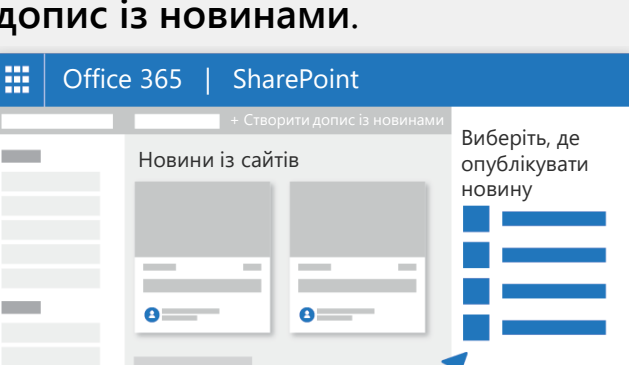 допис із новинами.
Office 365 | SharePoint
+ Створити допис із новинами
Виберіть, де
опублікувати
новину
Новини із сайтів